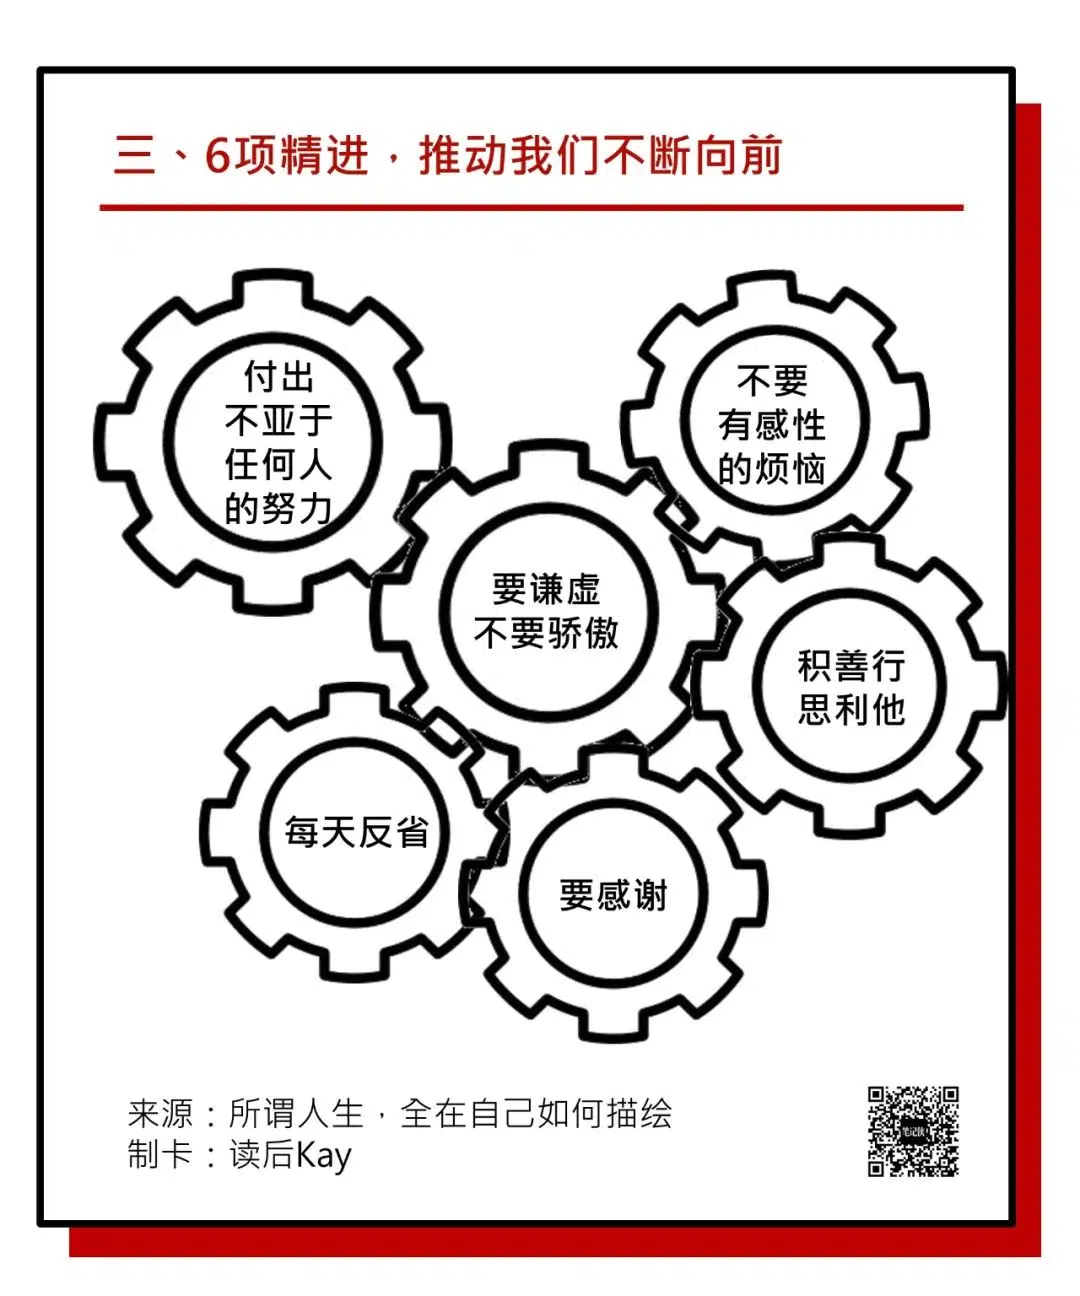 三、6项精进，推动我们不断向前
付出
不亚于
任何人
的努力
不要
有感性
的烦恼
要谦虚
不要骄傲
积善行
思利他
每天反省
要感谢
来源：所谓人生，全在自己如何描绘
制卡：读后Kay
笔记侠